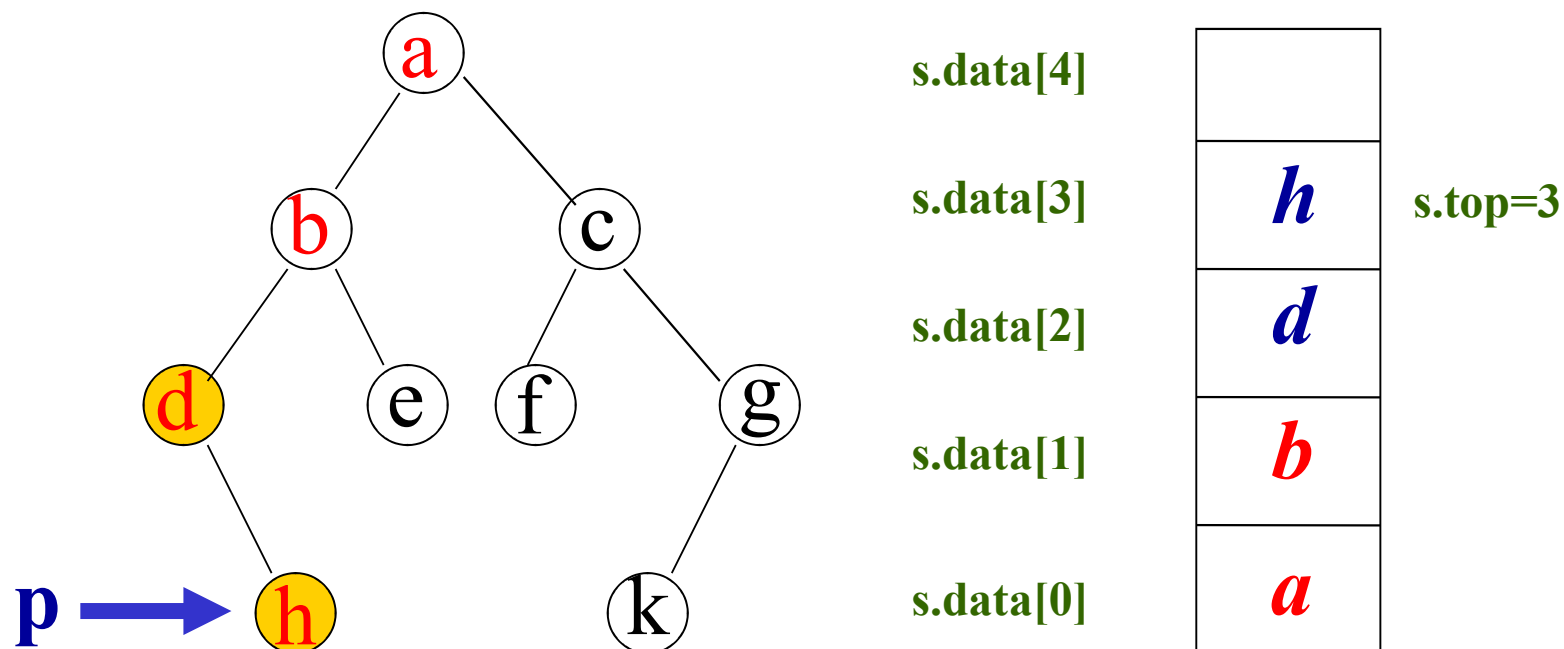 a
b
c
d
e
f
g
p
h
k
s.data[4]
s.data[3]
h
s.top=3
s.data[2]
d
s.data[1]
b
s.data[0]
a